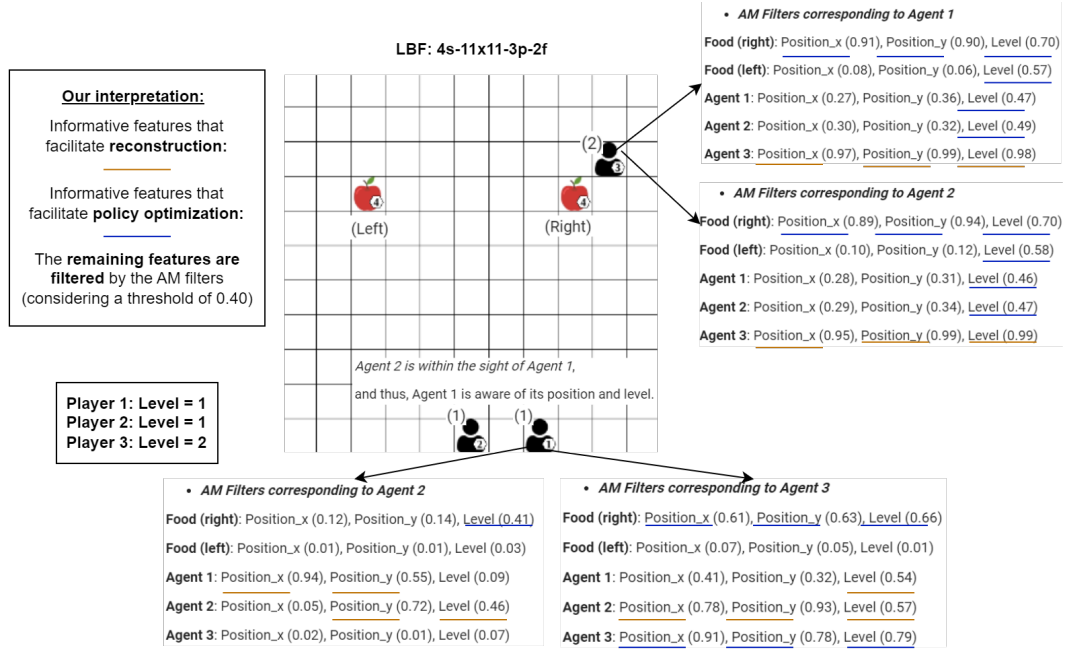 LBF: 4s-11x11-3p-2f
Our interpretation:
Informative features that
facilitate reconstruction:
Informative features that
facilitate policy optimization:
The remaining features are
filtered by the AM filters
(considering a threshold of 0.40)
Player 1: Level = 1
Player 2: Level = 1
Player 3: Level = 2
(2)
3
4
4
(Left)
(Right)
Agent 2 is within the sight of Agent 1,
and thus, Agent 1 is aware of its position and level.
(1)
(1)
2
1
• AM Filters corresponding to Agent 1
Food (right): Position_x (0.91), Position_y (0.90), Level (0.70)
Food (left): Position_x (0.08), Position_y (0.06), Level (0.57)
Agent 1: Position_x (0.27), Position_y (0.36), Level (0.47)
Agent 2: Position_x (0.30), Position_y (0.32), Level (0.49)
Agent 3: Position_x (0.97), Position_y (0.99), Level (0.98)
• AM Filters corresponding to Agent 2
Food (right): Position_x (0.89), Position_y (0.94), Level (0.70)
Food (left): Position_x (0.10), Position_y (0.12), Level (0.58)
Agent 1: Position_x (0.28), Position_y (0.31), Level (0.46)
Agent 2: Position_x (0.29), Position_y (0.34), Level (0.47)
Agent 3: Position_x (0.95), Position_y (0.99), Level (0.99)
• AM Filters corresponding to Agent 2
Food (right): Position_x (0.12), Position_y (0.14), Level (0.41)
Food (left): Position_x (0.01), Position_y (0.01), Level (0.03)
Agent 1: Position_x (0.94), Position_y (0.55), Level (0.09)
Agent 2: Position_x (0.05), Position_y (0.72), Level (0.46)
Agent 3: Position_x (0.02), Position_y (0.01), Level (0.07)
• AM Filters corresponding to Agent 3
Food (right): Position_x (0.61), Position_y (0.63), Level (0.66)
Food (left): Position_x (0.07), Position_y (0.05), Level (0.01)
Agent 1: Position_x (0.41), Position_y (0.32), Level (0.54)
Agent 2: Position_x (0.78), Position_y (0.93), Level (0.57)
Agent 3: Position_x (0.91), Position_y (0.78), Level (0.79)